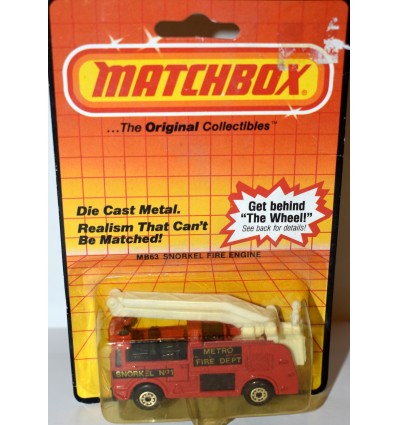 MATCHBOX
...The Original Collectibles™
Die Cast Metal.
Realism That Can't
Be Matched!
Get behind
"The Wheel!"
See back for details!
MB63 SNORKEL FIRE ENGINE
METRO
FIRE DEPT
SNORKEL No1